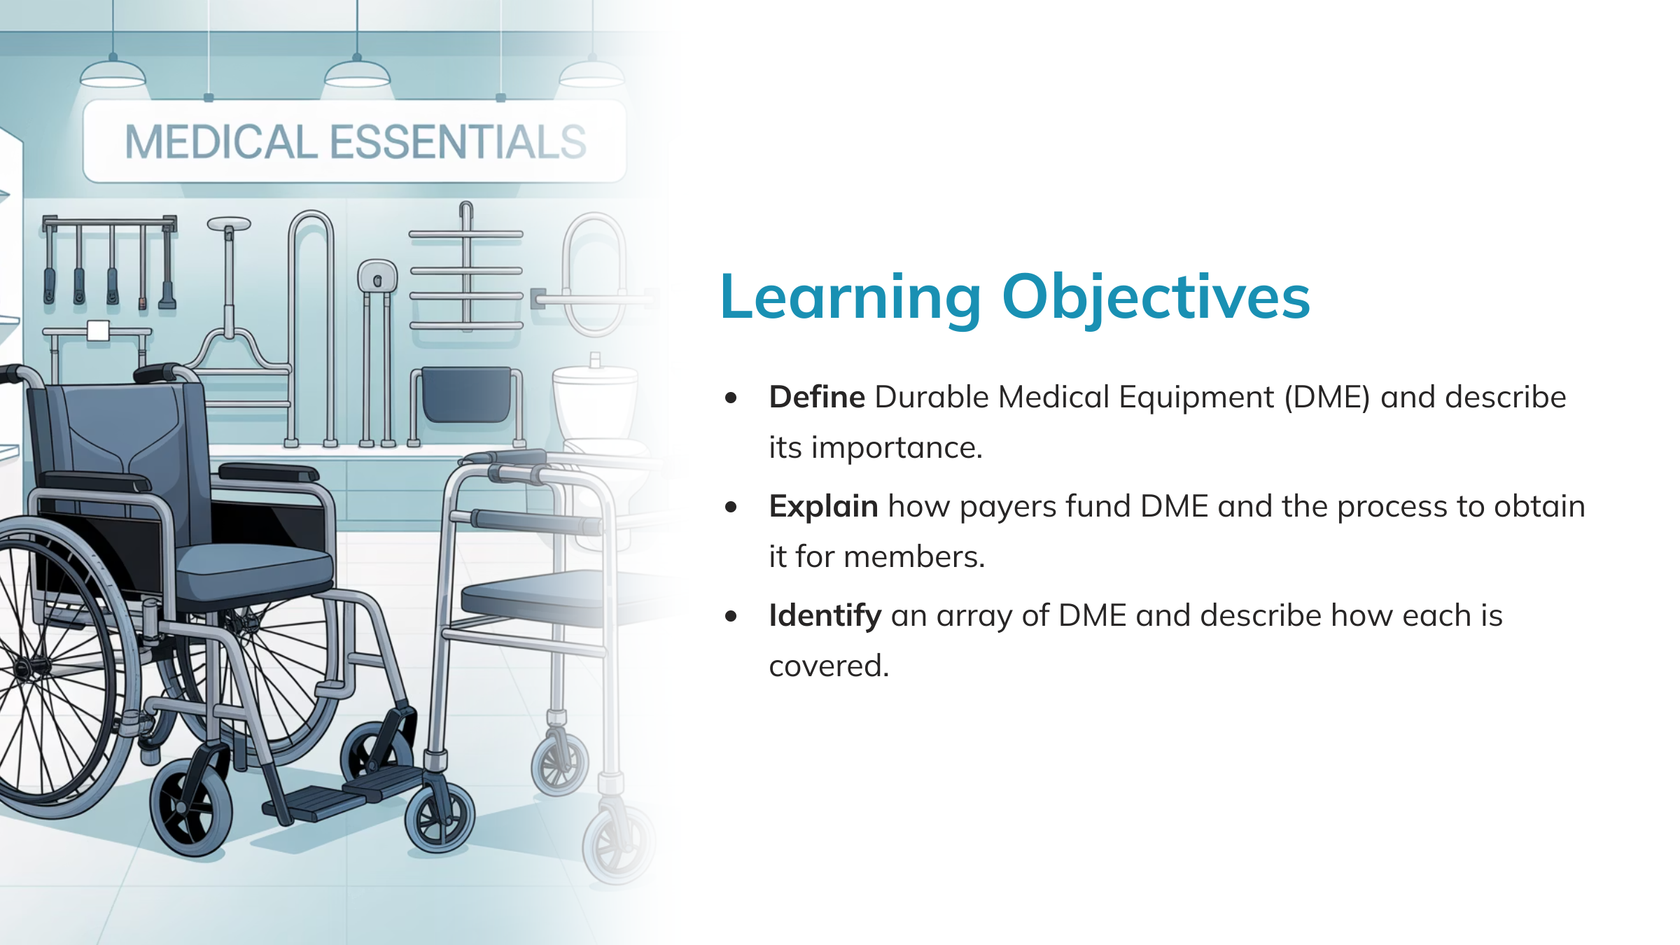 MEDICAL ESSENTIALS
Learning Objectives
• Define Durable Medical Equipment (DME) and describe
its importance.
• Explain how payers fund DME and the process to obtain
it for members.
• Identify an array of DME and describe how each is
covered.